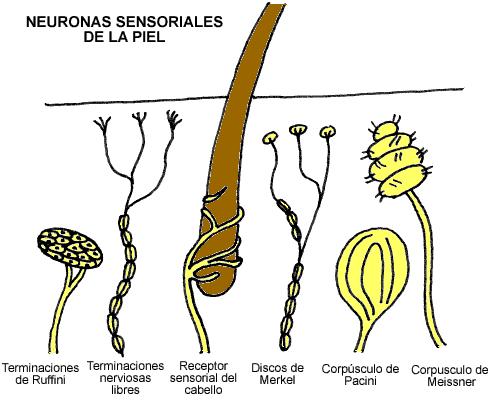 NEURONAS SENSORIALES
DE LA PIEL
Terminaciones
de Ruffini
Terminaciones
nerviosas
libres
Receptor
sensorial del
cabello
Discos de
Merkel
Corpúsculo de
Pacini
Corpusculo de
Meissner